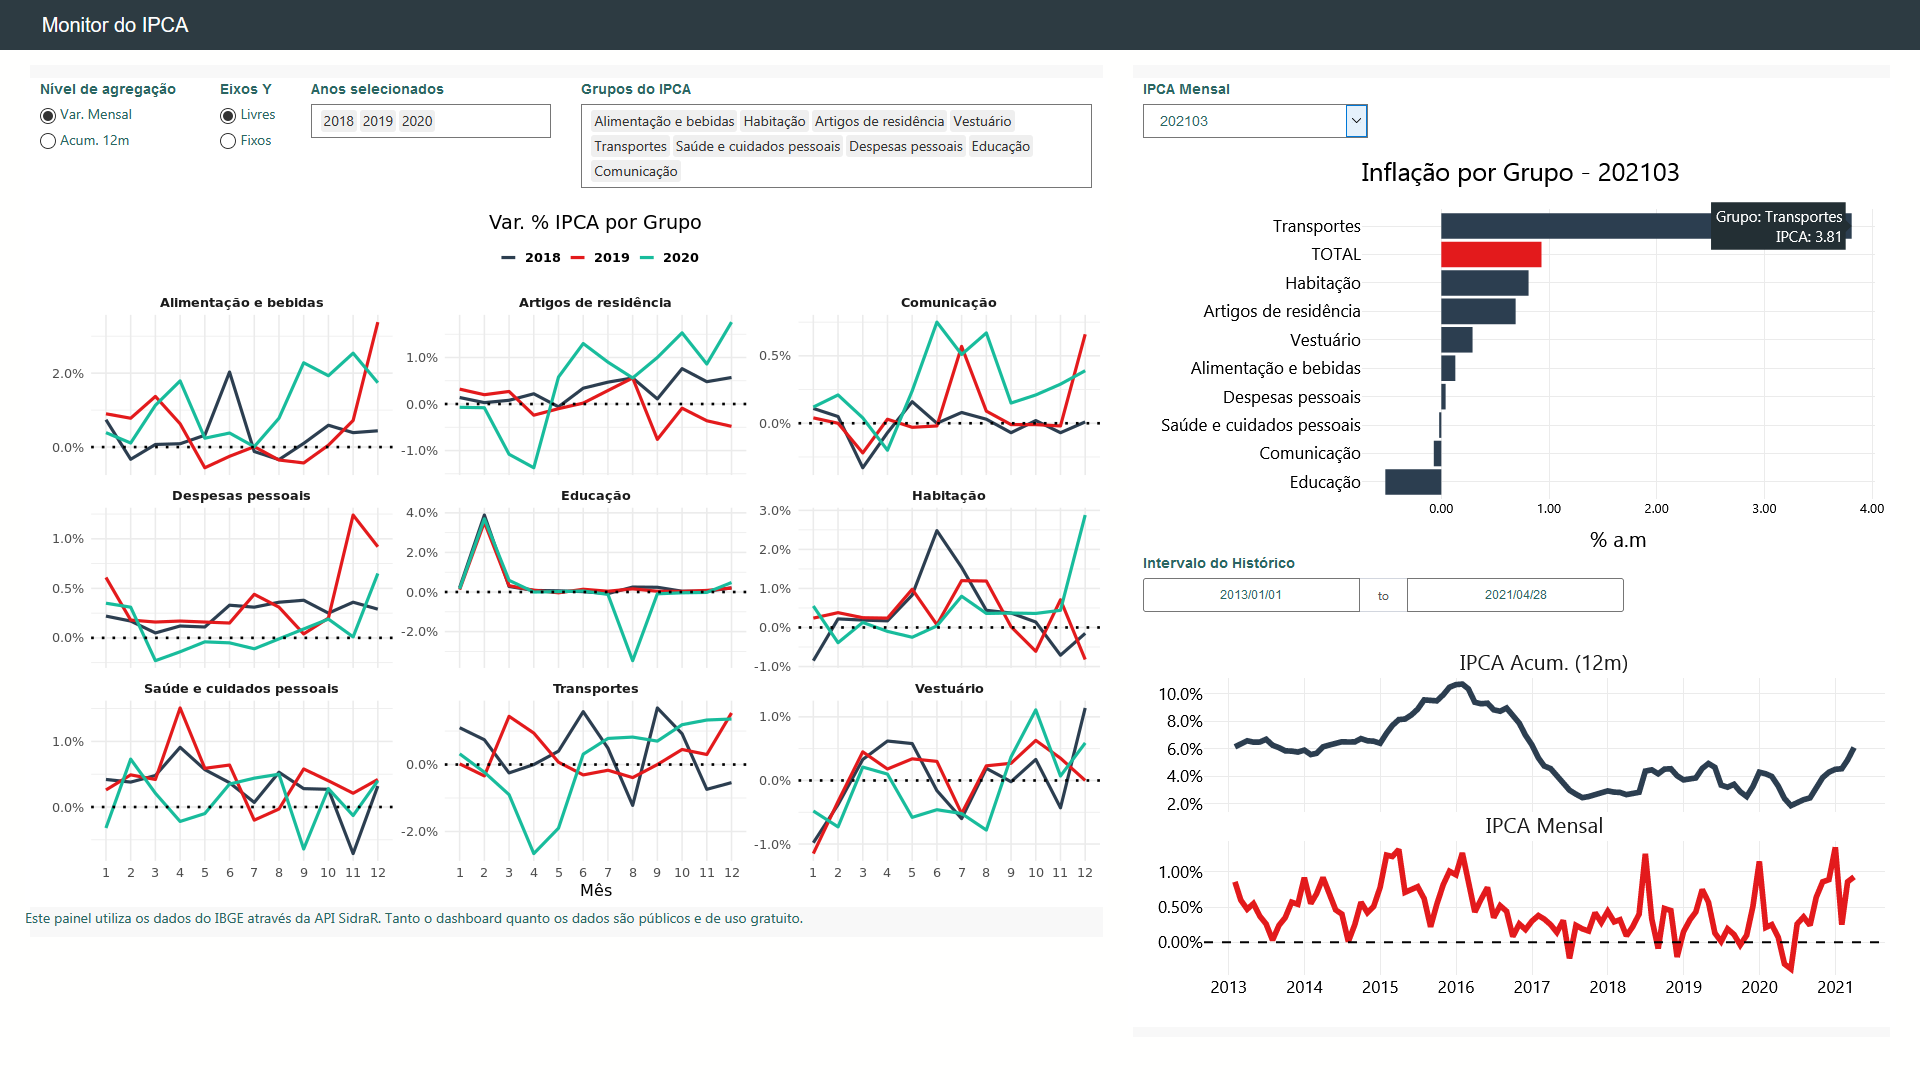 Monitor do IPCA
Nível de agregação
Var. Mensal
Acum. 12m
Eixos Y
Livres
Fixos
Anos selecionados
2018 2019 2020
Grupos do IPCA
Alimentação e bebidas Habitação Artigos de residência Vestuário
Transportes Saúde e cuidados pessoais Despesas pessoais Educação
Comunicação
Var. % IPCA por Grupo
2018 2019 2020
Alimentação e bebidas
2.0%
0.0%
Artigos de residência
1.0%
0.0%
-1.0%
Comunicação
0.5%
0.0%
Despesas pessoais
1.0%
0.5%
0.0%
Educação
4.0%
2.0%
0.0%
-2.0%
Habitação
3.0%
2.0%
1.0%
0.0%
-1.0%
Saúde e cuidados pessoais
1.0%
0.0%
1 2 3 4 5 6 7 8 9 10 11 12
Transportes
0.0%
-2.0%
1 2 3 4 5 6 7 8 9 10 11 12
Vestuário
1.0%
0.0%
-1.0%
1 2 3 4 5 6 7 8 9 10 11 12
Mês
Este painel utiliza os dados do IBGE através da API SidraR. Tanto o dashboard quanto os dados são públicos e de uso gratuito.
IPCA Mensal
202103
Inflação por Grupo - 202103
Grupo: Transportes
IPCA: 3.81
Transportes
TOTAL
Habitação
Artigos de residência
Vestuário
Alimentação e bebidas
Despesas pessoais
Saúde e cuidados pessoais
Comunicação
Educação
0.00 1.00 2.00 3.00 4.00
% a.m
Intervalo do Histórico
2013/01/01 to 2021/04/28
IPCA Acum. (12m)
10.0%
8.0%
6.0%
4.0%
2.0%
IPCA Mensal
1.00%
0.50%
0.00%
2013 2014 2015 2016 2017 2018 2019 2020 2021